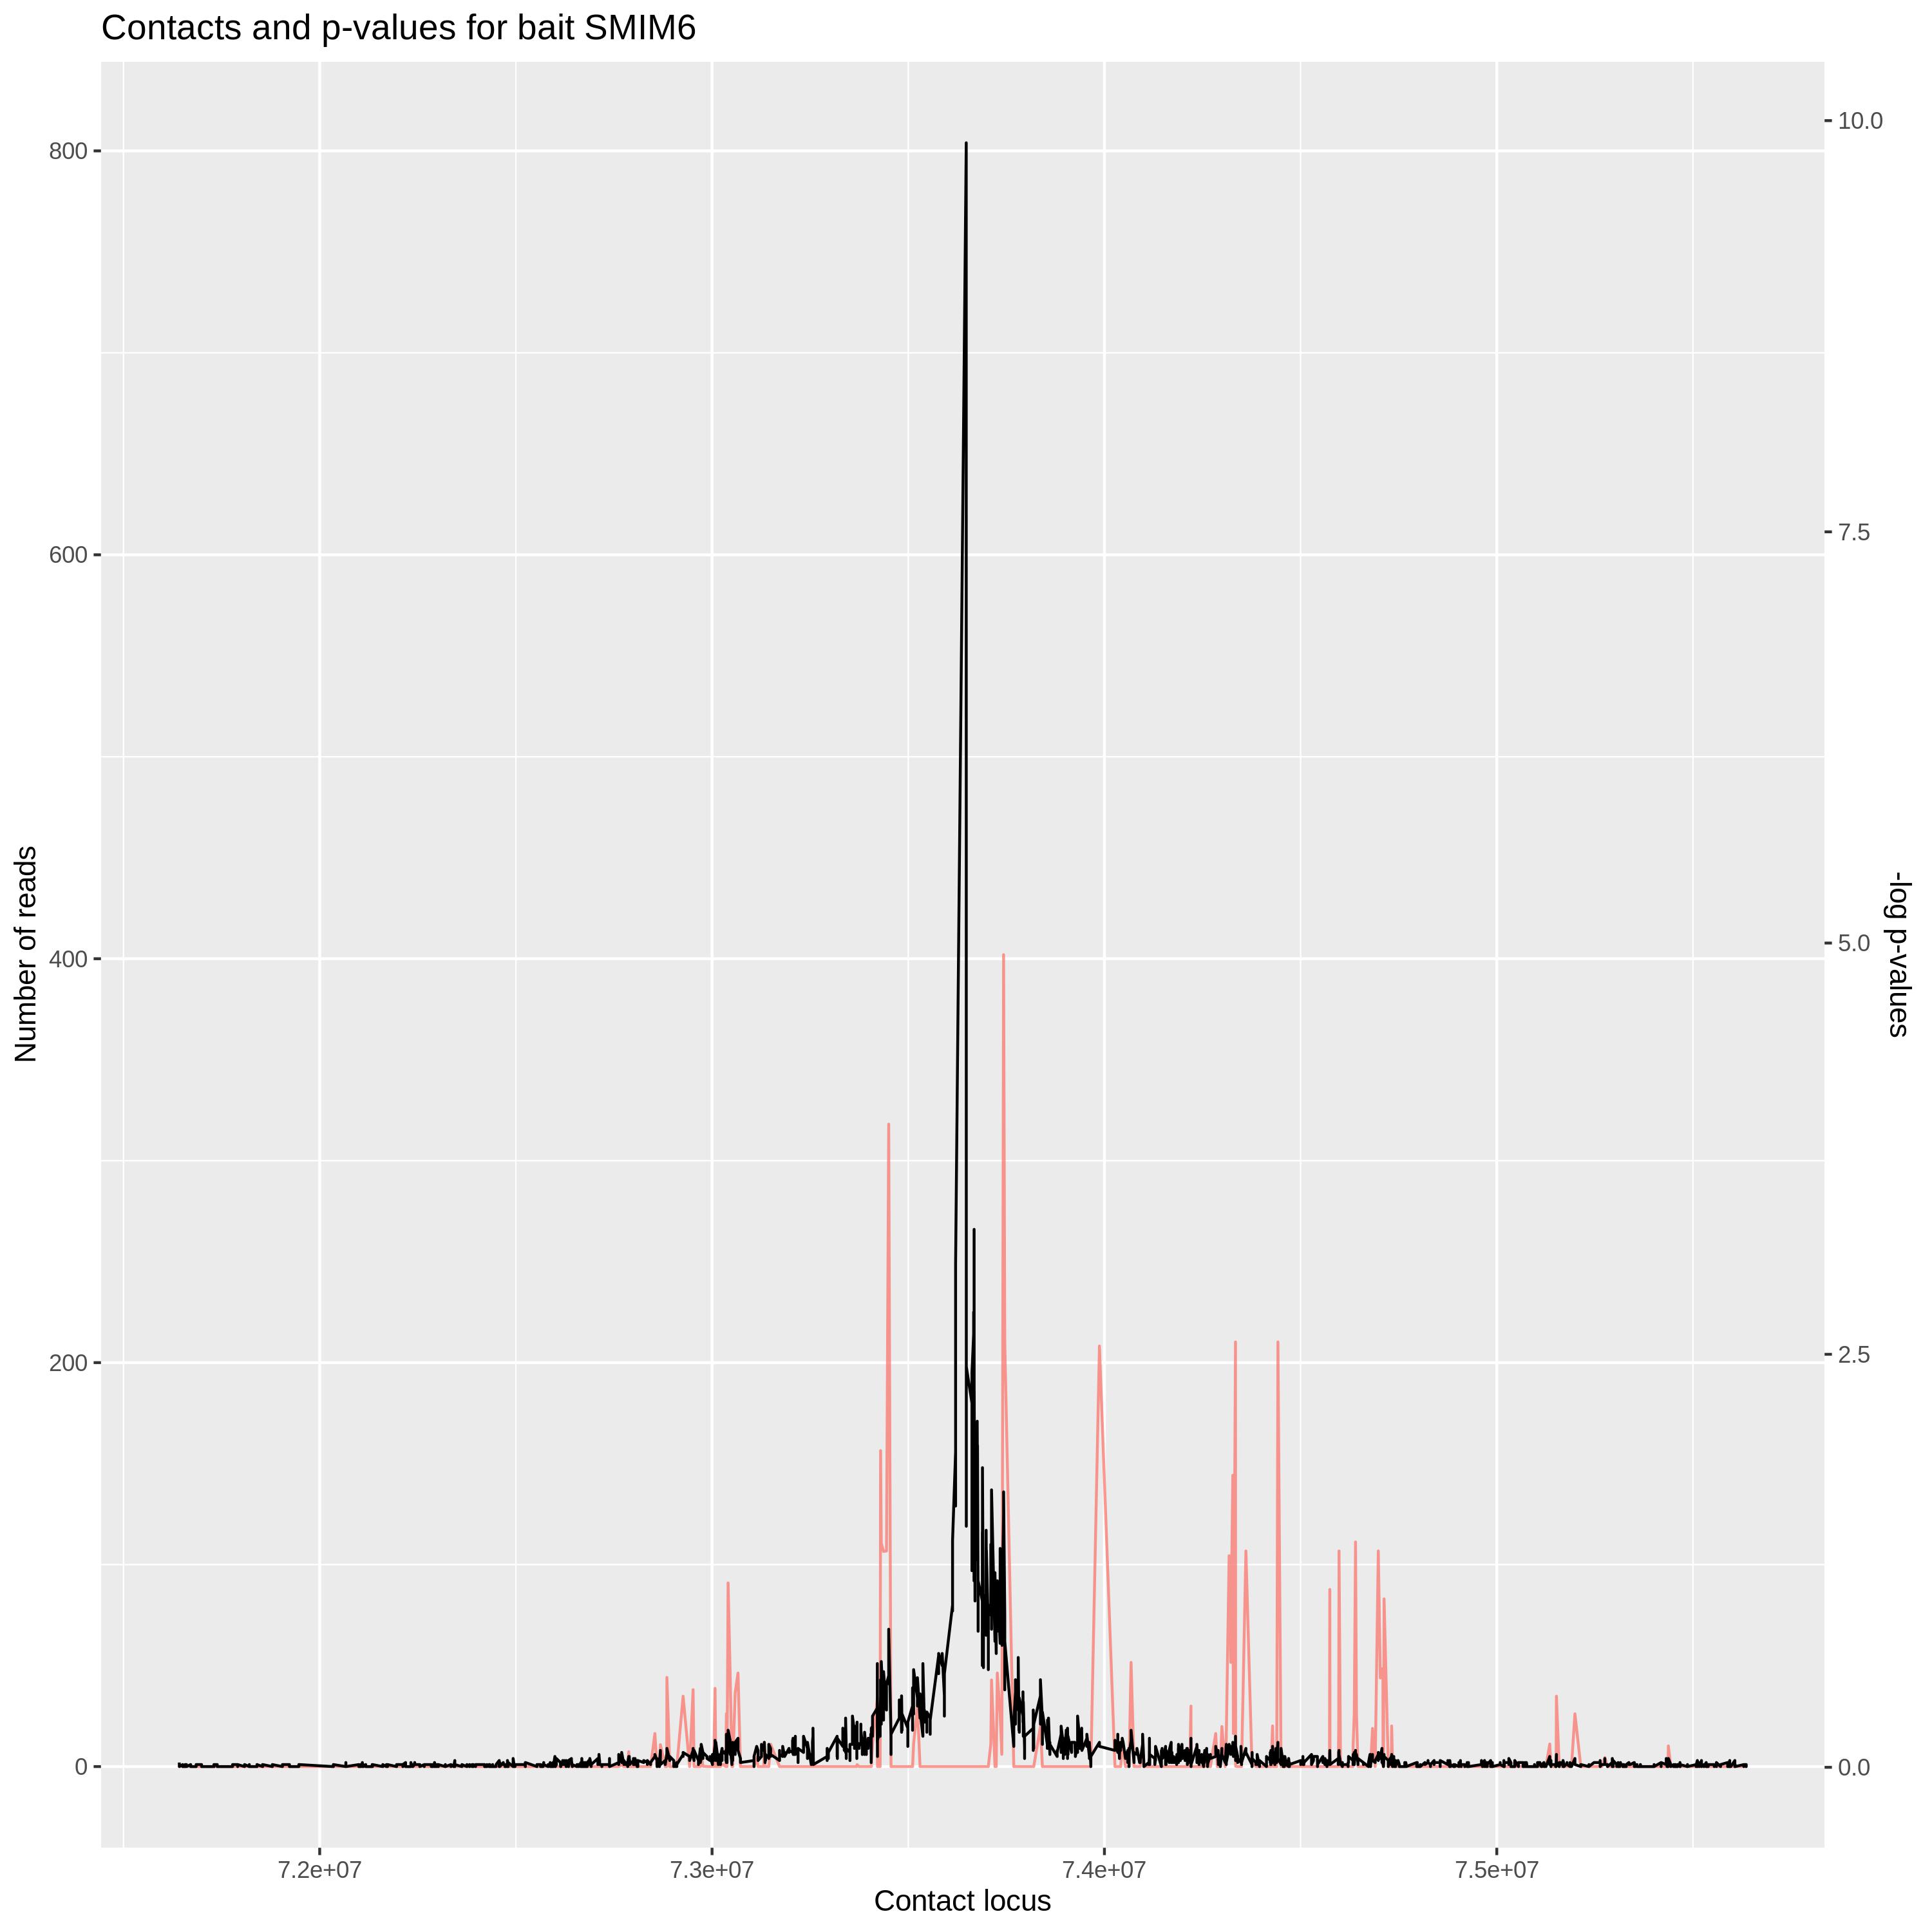 Contacts and p-values for bait SMIM6
800
600
400
200
0
Number of reads
10.0
7.5
5.0
2.5
0.0
-log p-values
7.2e+07
7.3e+07
7.4e+07
7.5e+07
Contact locus